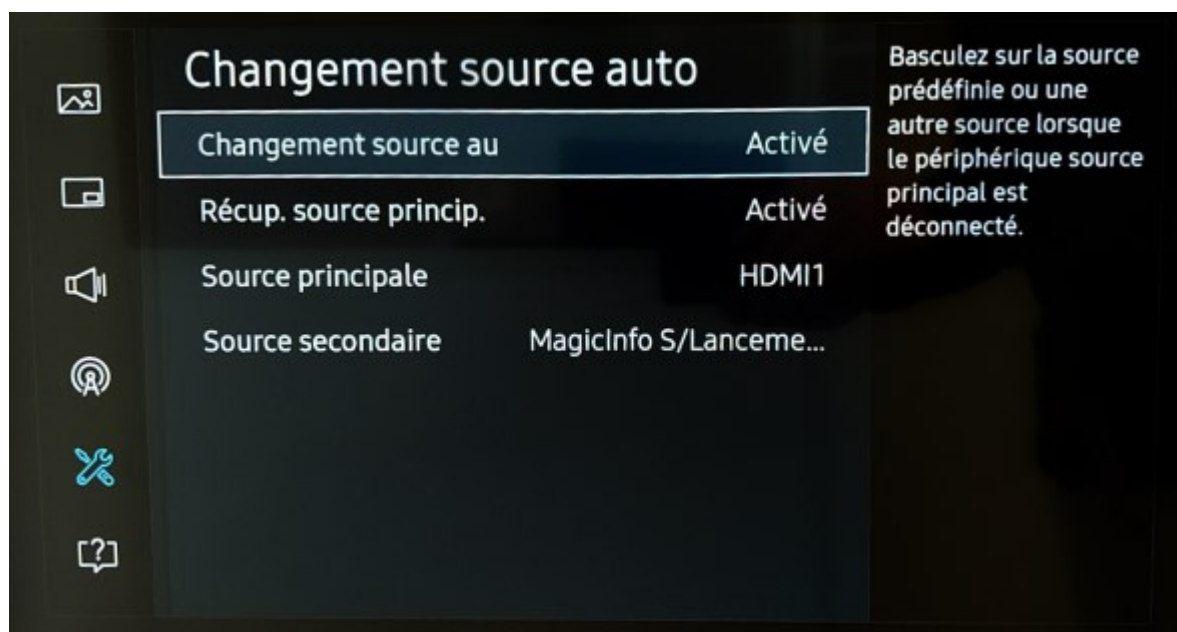 Changement source auto
Changement source au Activé
Récup. source princip. Activé
Source principale HDMI1
Source secondaire MagicInfo S/Lanceme...
Basculez sur la source
prédéfinie ou une
autre source lorsque
le périphérique source
principal est
déconnecté.